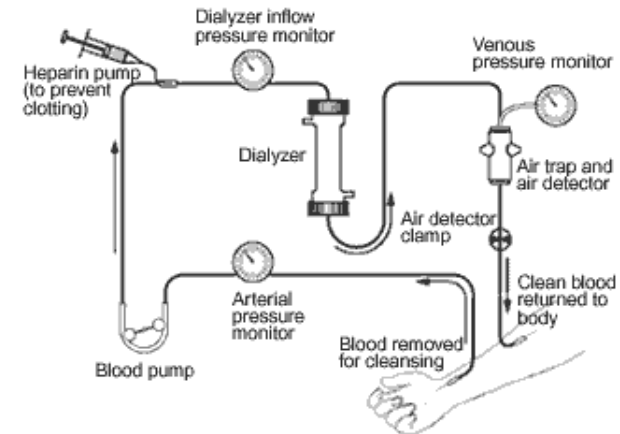 Dialyzer inflow
pressure monitor
Venous
pressure monitor
Heparin pump
(to prevent
clotting)
Dialyzer
Air trap and
air detector
Air detector
clamp
Clean blood
returned to
body
Arterial
pressure
monitor
Blood removed
for cleansing
Blood pump